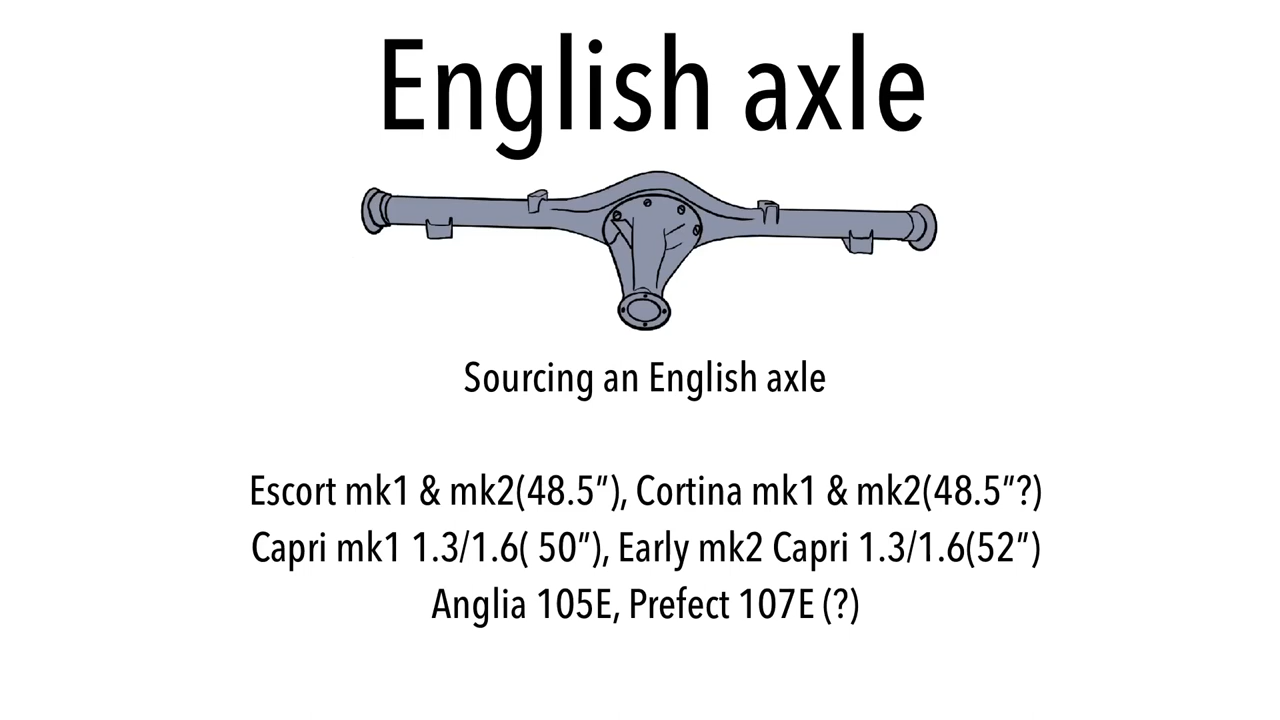 English axle
Sourcing an English axle
Escort mk1 & mk2(48.5”), Cortina mk1 & mk2(48.5”?)
Capri mk1 1.3/1.6( 50”), Early mk2 Capri 1.3/1.6(52”)
Anglia 105E, Prefect 107E (?)